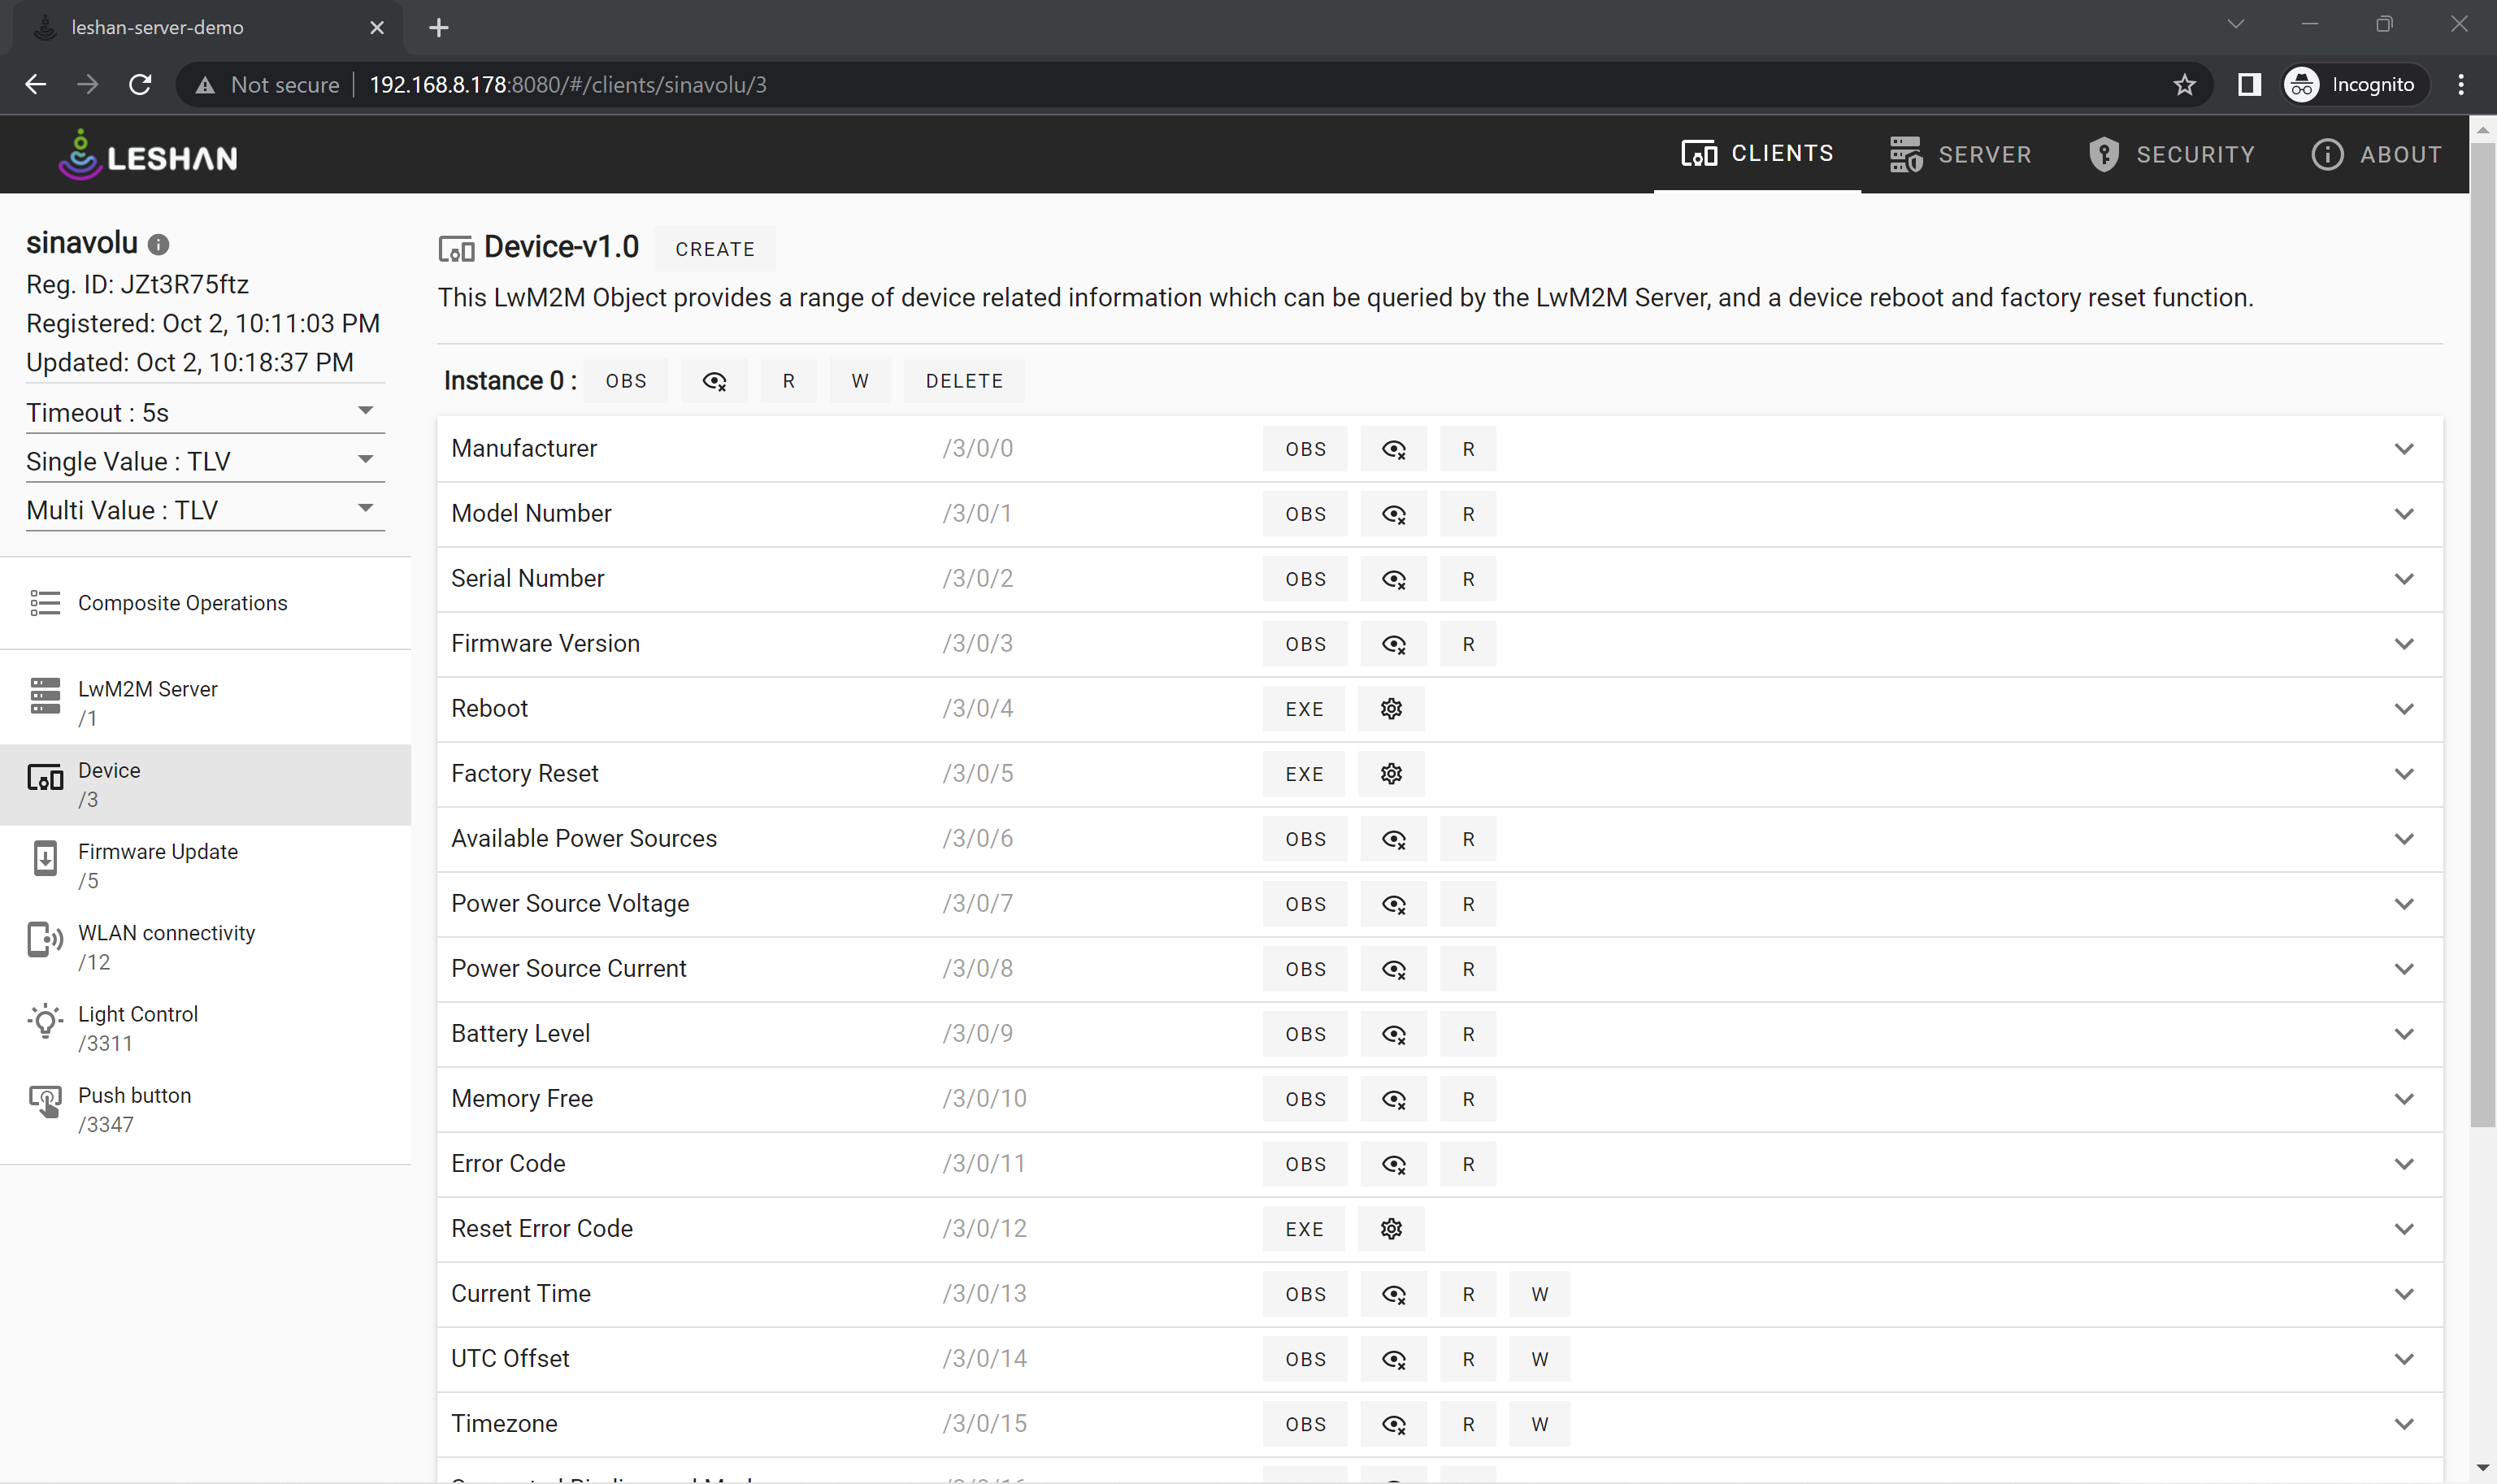 leshan-server-demo
Not secure 192.168.8.178:8080/#/clients/sinavolu/3 Incognito
LESHAN CLIENTS SERVER SECURITY ABOUT
sinavolu
Reg. ID: JZt3R75ftz
Registered: Oct 2, 10:11:03 PM
Updated: Oct 2, 10:18:37 PM
Timeout : 5s
Single Value : TLV
Multi Value : TLV
Composite Operations
LwM2M Server
/1
Device
/3
Firmware Update
/5
WLAN connectivity
/12
Light Control
/3311
Push button
/3347
Device-v1.0 CREATE
This LwM2M Object provides a range of device related information which can be queried by the LwM2M Server, and a device reboot and factory reset function.
Instance 0 : OBS R W DELETE
Manufacturer /3/0/0 OBS R
Model Number /3/0/1 OBS R
Serial Number /3/0/2 OBS R
Firmware Version /3/0/3 OBS R
Reboot /3/0/4 EXE
Factory Reset /3/0/5 EXE
Available Power Sources /3/0/6 OBS R
Power Source Voltage /3/0/7 OBS R
Power Source Current /3/0/8 OBS R
Battery Level /3/0/9 OBS R
Memory Free /3/0/10 OBS R
Error Code /3/0/11 OBS R
Reset Error Code /3/0/12 EXE
Current Time /3/0/13 OBS R W
UTC Offset /3/0/14 OBS R W
Timezone /3/0/15 OBS R W